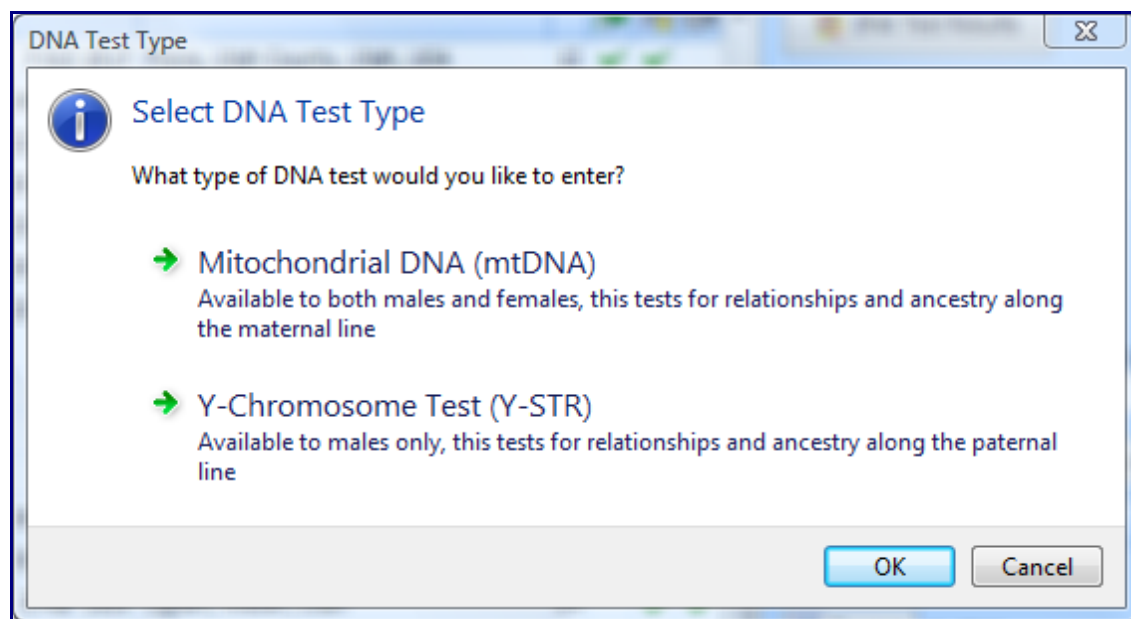 DNA Test Type
Select DNA Test Type
What type of DNA test would you like to enter?
Mitochondrial DNA (mtDNA)
Available to both males and females, this tests for relationships and ancestry along
the maternal line
Y-Chromosome Test (Y-STR)
Available to males only, this tests for relationships and ancestry along the paternal
line
OK
Cancel